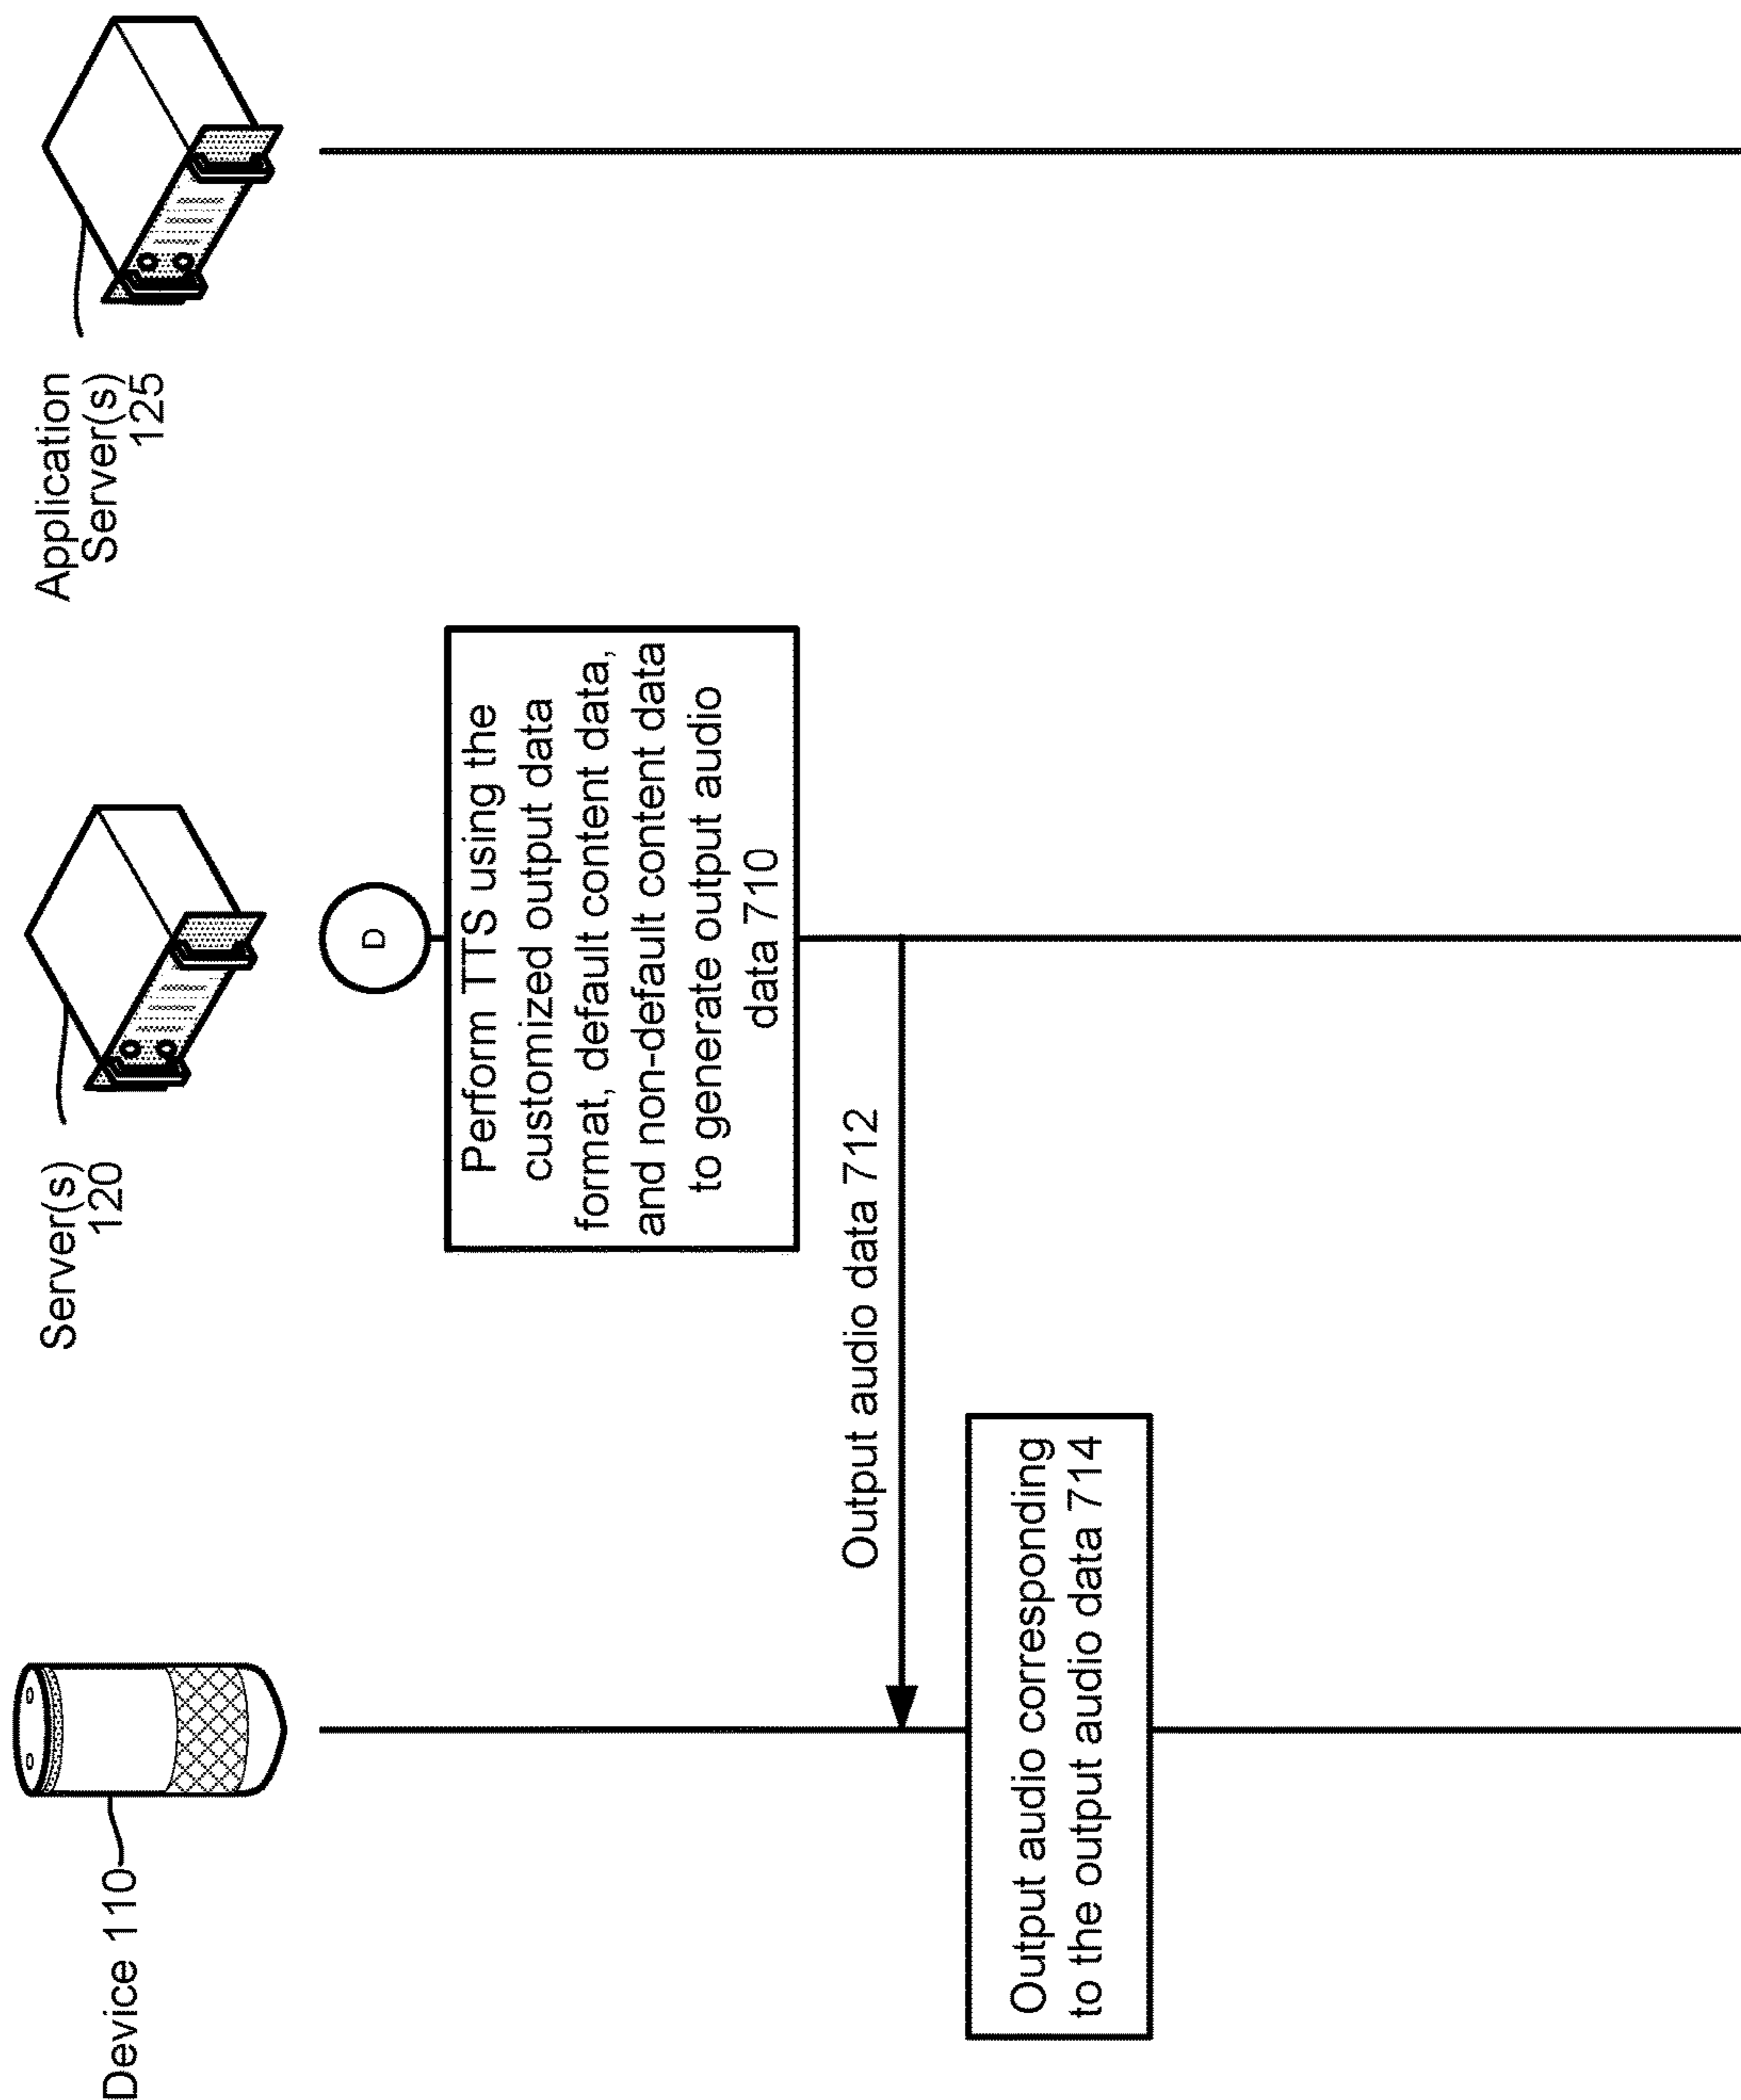 Device 110
Server(s)
120
Application
Server(s)
125
D
Perform TTS using the
customized output data
format, default content data,
and non-default content data
to generate output audio
data 710
Output audio data 712
Output audio corresponding
to the output audio data 714